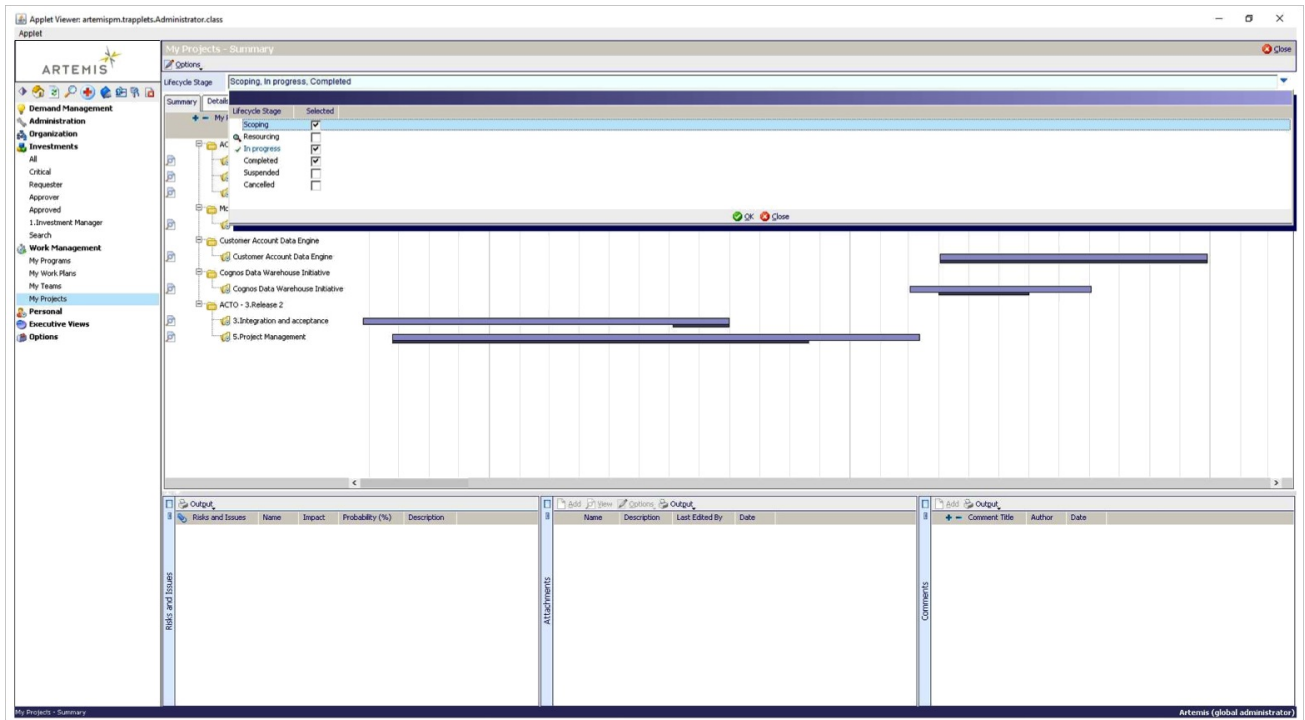 Applet Viewer: artemispm.trapplets.Administrator.class
Applet
ARTEMIS
My Projects - Summary
Close
Options
Lifecycle Stage
Scoping, In progress, Completed
Demand Management
Administration
Organization
Investments
All
Critical
Requester
Approver
Approved
1.Investment Manager
Search
Work Management
My Programs
My Work Plans
My Teams
My Projects
Personal
Executive Views
Options
Summary
Details
Lifecycle Stage Selected
Scoping
Resourcing
In progress
Completed
Suspended
Cancelled
OK Close
Customer Account Data Engine
Customer Account Data Engine
Cognos Data Warehouse Initiative
Cognos Data Warehouse Initiative
ACTO - 3.Release 2
3.Integration and acceptance
5.Project Management
Output
Risks and Issues Name Impact Probability (%) Description
Risks and Issues
Add View Options Output
Name Description Last Edited By Date
Attachments
Add Output
Comment Title Author Date
Comments
My Projects - Summary
Artemis (global administrator)